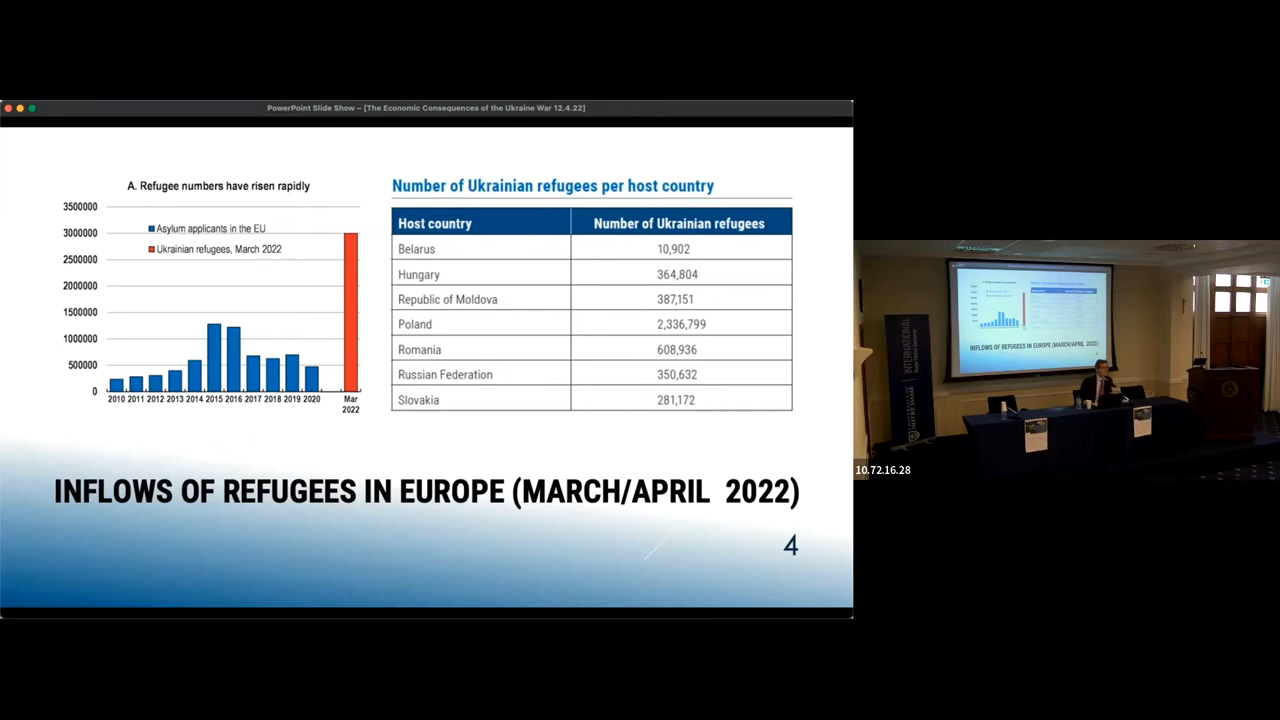 PowerPoint Slide Show – [The Economic Consequences of the Ukraine War 12.4.22]
A. Refugee numbers have risen rapidly
3500000
3000000
2500000
2000000
1500000
1000000
500000
0
Asylum applicants in the EU
Ukrainian refugees, March 2022
2010 2011 2012 2013 2014 2015 2016 2017 2018 2019 2020 Mar
2022
Number of Ukrainian refugees per host country
Host country Number of Ukrainian refugees
Belarus 10,902
Hungary 364,804
Republic of Moldova 387,151
Poland 2,336,799
Romania 608,936
Russian Federation 350,632
Slovakia 281,172
INFLOWS OF REFUGEES IN EUROPE (MARCH/APRIL 2022)
4
INFLOWS OF REFUGEES IN EUROPE (MARCH/APRIL 2022)
INTERNATIONAL
NOTRE DAME
10.72.16.28